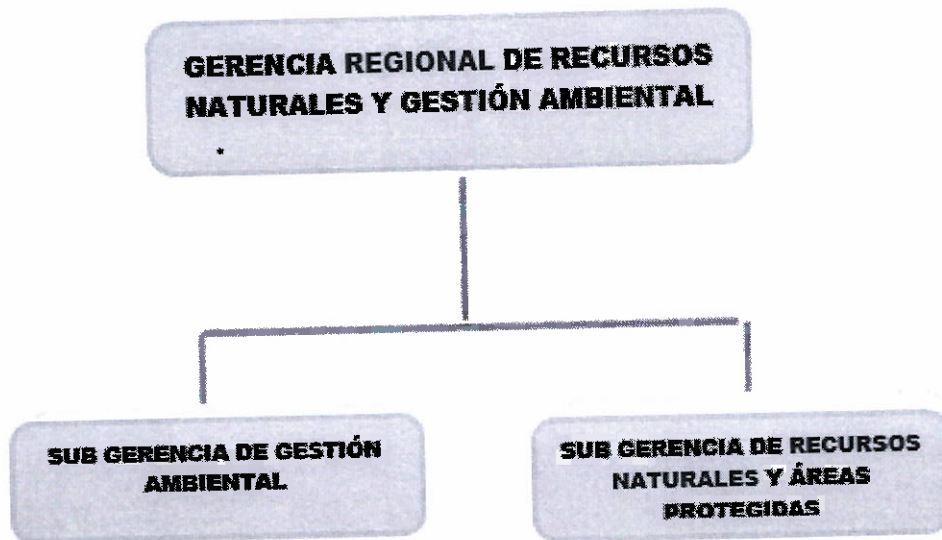 GERENCIA REGIONAL DE RECURSOS
NATURALES Y GESTIÓN AMBIENTAL
SUB GERENCIA DE GESTIÓN
AMBIENTAL
SUB GERENCIA DE RECURSOS
NATURALES Y ÁREAS
PROTEGIDAS